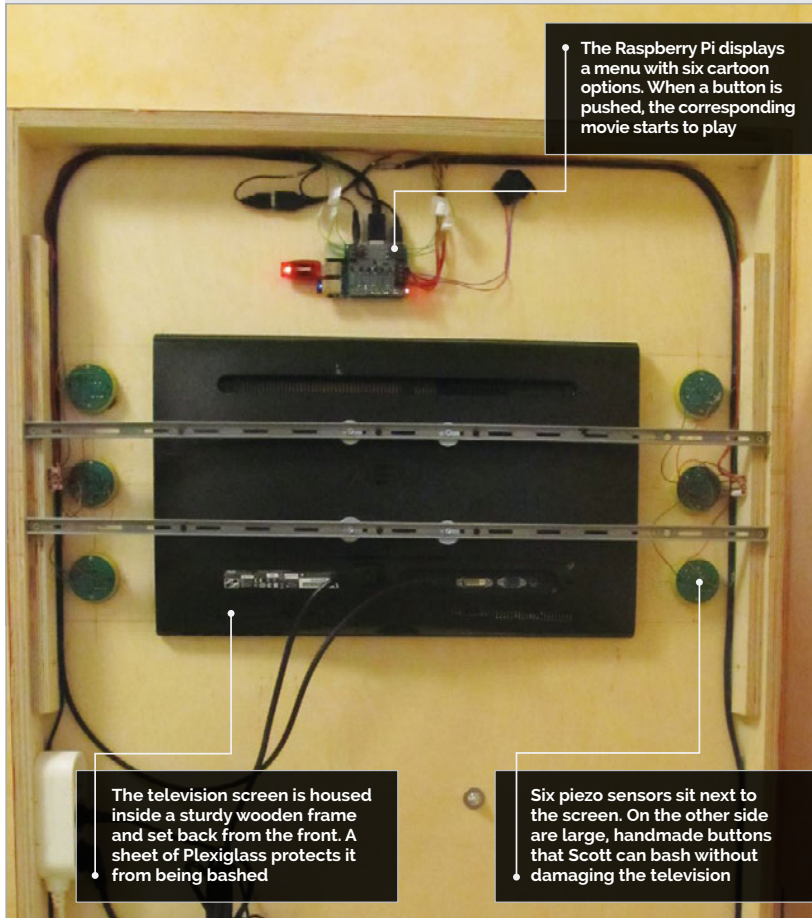 The Raspberry Pi displays
a menu with six cartoon
options. When a button is
pushed, the corresponding
movie starts to play
The television screen is housed
inside a sturdy wooden frame
and set back from the front. A
sheet of Plexiglass protects it
from being bashed
Six piezo sensors sit next to
the screen. On the other side
are large, handmade buttons
that Scott can bash without
damaging the television